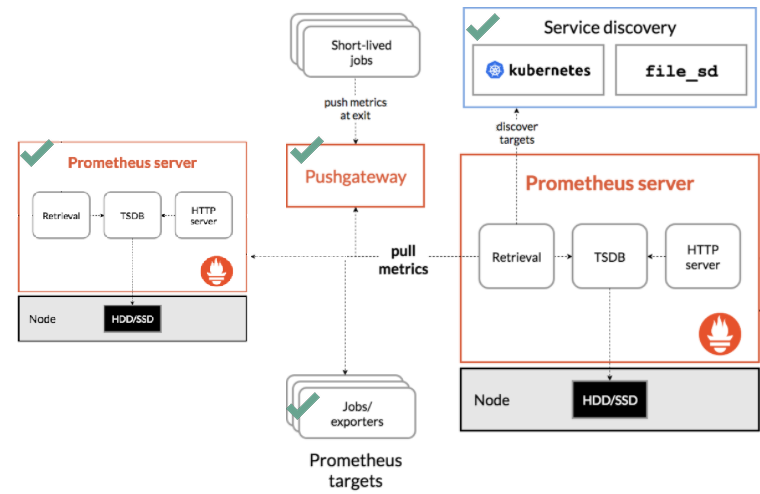 Short-lived
jobs
push metrics
at exit
Service discovery
kubernetes
file_sd
discover
targets
Pushgateway
Prometheus server
Retrieval
TSDB
HTTP
server
Node
HDD/SSD
pull
metrics
Prometheus server
Retrieval
TSDB
HTTP
server
Node
HDD/SSD
Jobs/
exporters
Prometheus
targets